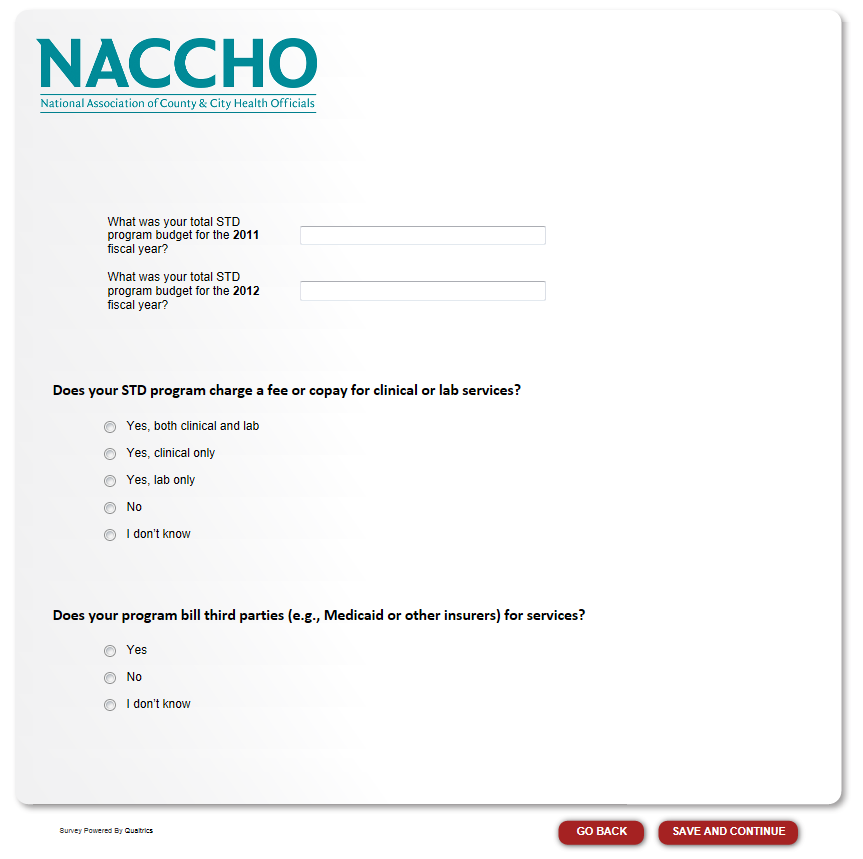 NACCHO
National Association of County & City Health Officials
What was your total STD
program budget for the 2011
fiscal year?
What was your total STD
program budget for the 2012
fiscal year?
Does your STD program charge a fee or copay for clinical or lab services?
Yes, both clinical and lab
Yes, clinical only
Yes, lab only
No
I don't know
Does your program bill third parties (e.g., Medicaid or other insurers) for services?
Yes
No
I don't know
Survey Powered By Qualtrics
GO BACK
SAVE AND CONTINUE